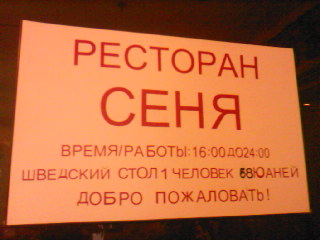 РЕСТОРАН
СЕНЯ
ВРЕМЯ/РАБОТЫ:16:00ДО24:00
ШВЕДСКИЙ СТОЛ 1 ЧЕЛОВЕК 68ЮАНЕЙ
ДОБРО ПОЖАЛОВАТЬ!